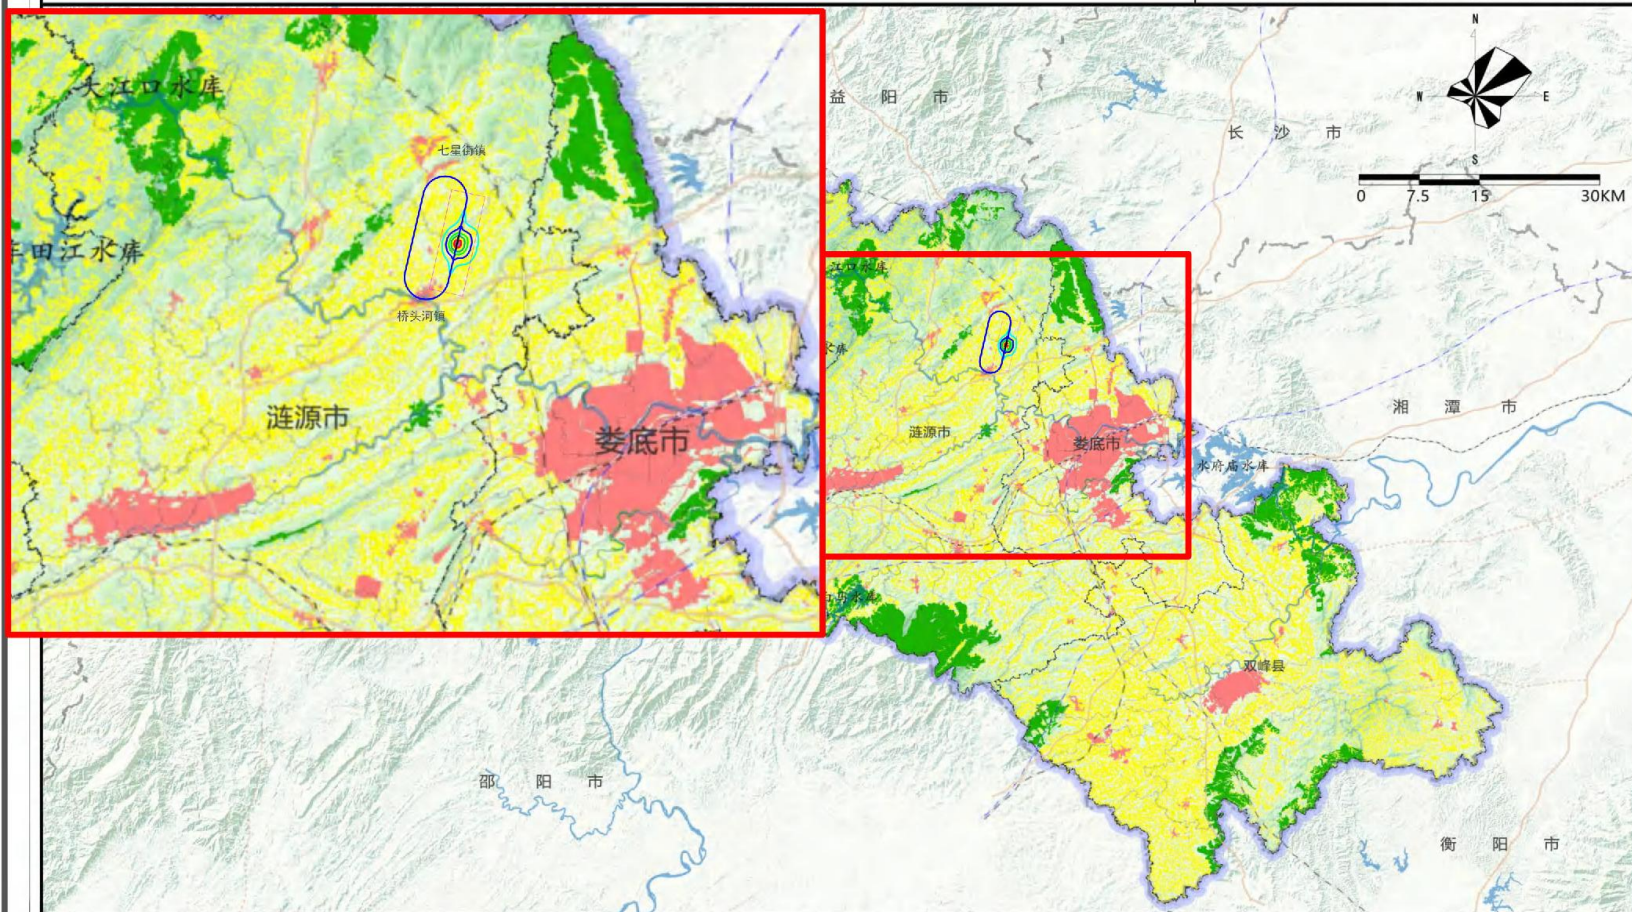 N
W
E
S
0 7.5 15 30KM
益阳市
长沙市
大江口水库
七星街镇
车田江水库
桥头河镇
涟源市
娄底市
江口水库
水库
涟源市
娄底市
湘潭市
水府庙水库
双峰县
邵阳市
衡阳市